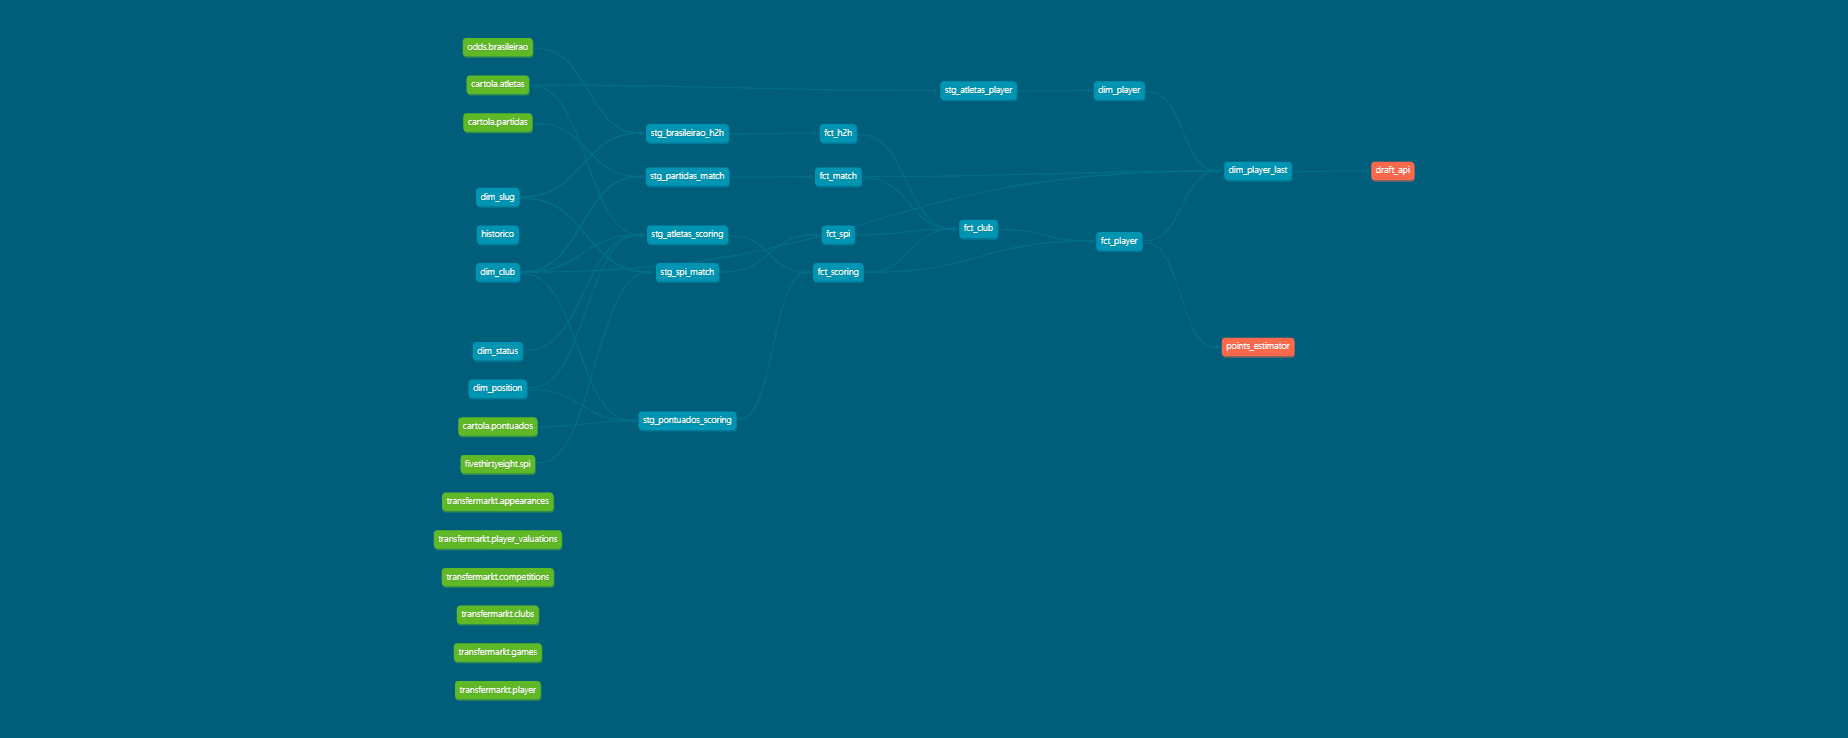 odds.brasileirao
cartola.atletas
cartola.partidas
dim_slug
historico
dim_club
dim_status
dim_position
cartola.pontuados
fivethirtyeight.spi
transfermarkt.appearances
transfermarkt.player_valuations
transfermarkt.competitions
transfermarkt.clubs
transfermarkt.games
transfermarkt.player
stg_brasileirao_h2h
stg_partidas_match
stg_atletas_scoring
stg_spi_match
stg_pontuados_scoring
fct_h2h
fct_match
fct_spi
fct_scoring
stg_atletas_player
fct_club
dim_player
fct_player
dim_player_last
points_estimator
draft_api